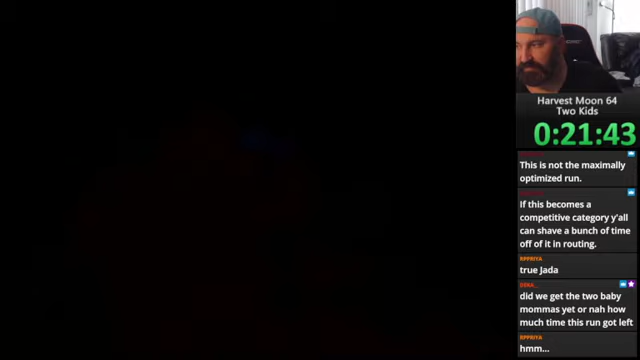 Harvest Moon 64
Two Kids
0:21:43
This is not the maximally
optimized run.
If this becomes a
competitive category y'all
can shave a bunch of time
off of it in routing.
RPPRIYA
true Jada
did we get the two baby
mommas yet or nah how
much time this run got left
RPPRIYA
hmm...